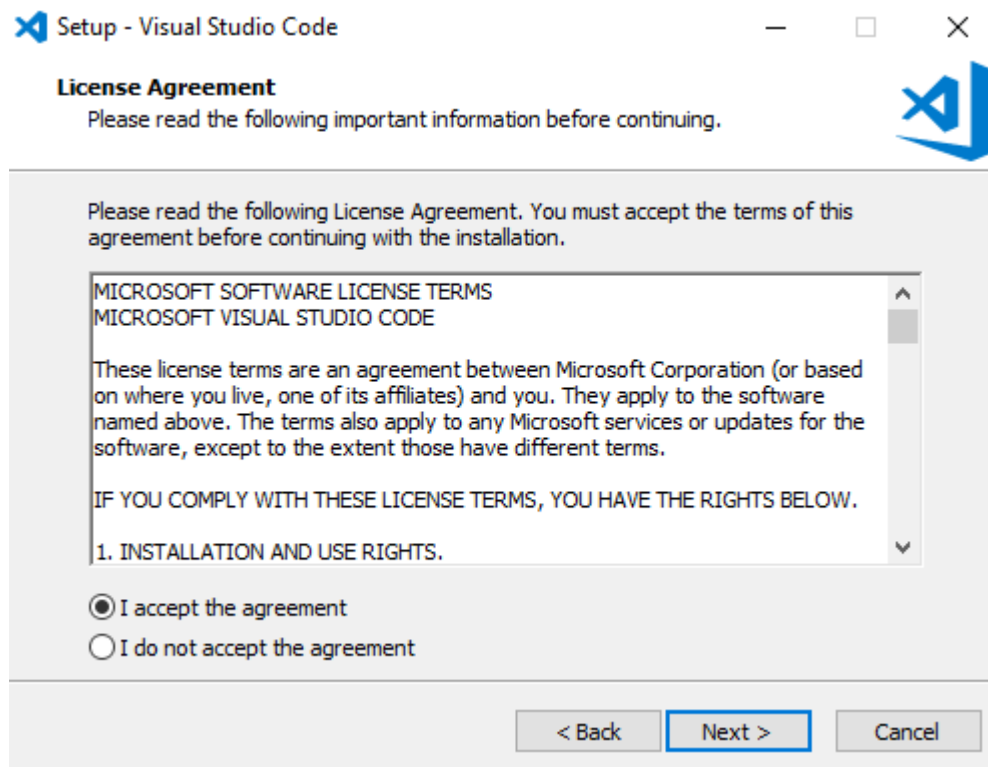 Setup - Visual Studio Code
License Agreement
Please read the following important information before continuing.
Please read the following License Agreement. You must accept the terms of this
agreement before continuing with the installation.
MICROSOFT SOFTWARE LICENSE TERMS
MICROSOFT VISUAL STUDIO CODE
These license terms are an agreement between Microsoft Corporation (or based
on where you live, one of its affiliates) and you. They apply to the software
named above. The terms also apply to any Microsoft services or updates for the
software, except to the extent those have different terms.
IF YOU COMPLY WITH THESE LICENSE TERMS, YOU HAVE THE RIGHTS BELOW.
1. INSTALLATION AND USE RIGHTS.
I accept the agreement
I do not accept the agreement
< Back Next > Cancel